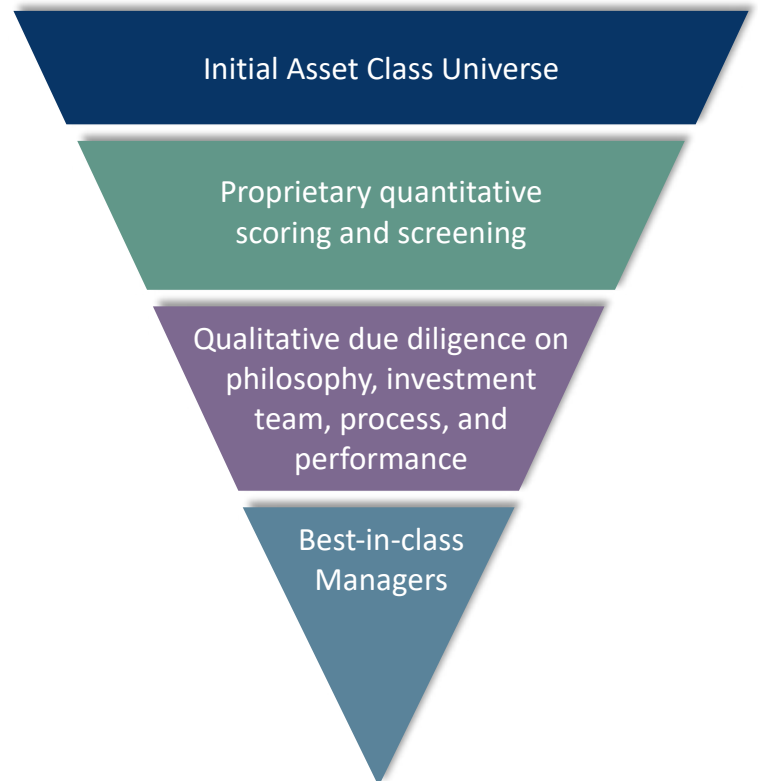 Initial Asset Class Universe
Proprietary quantitative
scoring and screening
Qualitative due diligence on
philosophy, investment
team, process, and
performance
Best-in-class
Managers